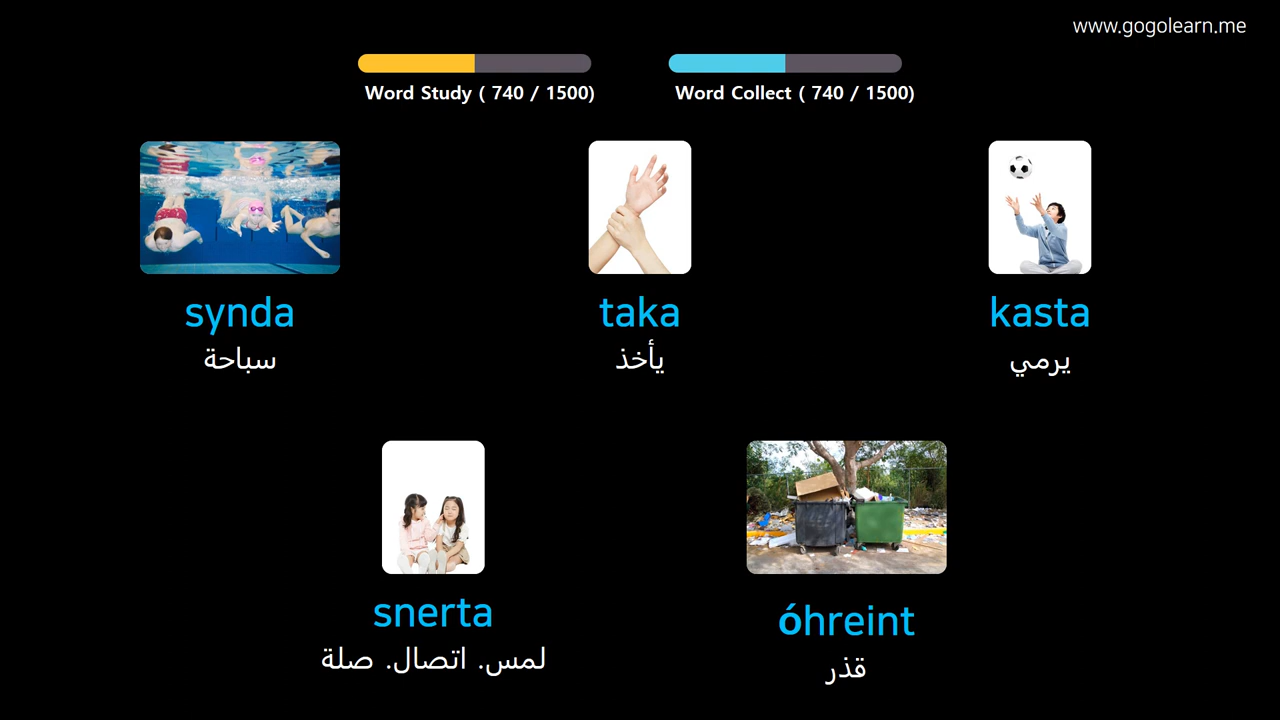 www.gogolearn.me
Word Study ( 740 / 1500)
Word Collect ( 740 / 1500)
synda
سباحة
taka
يأخذ
kasta
يرمي
snerta
لمس. اتصال. صلة
óhreint
قذر